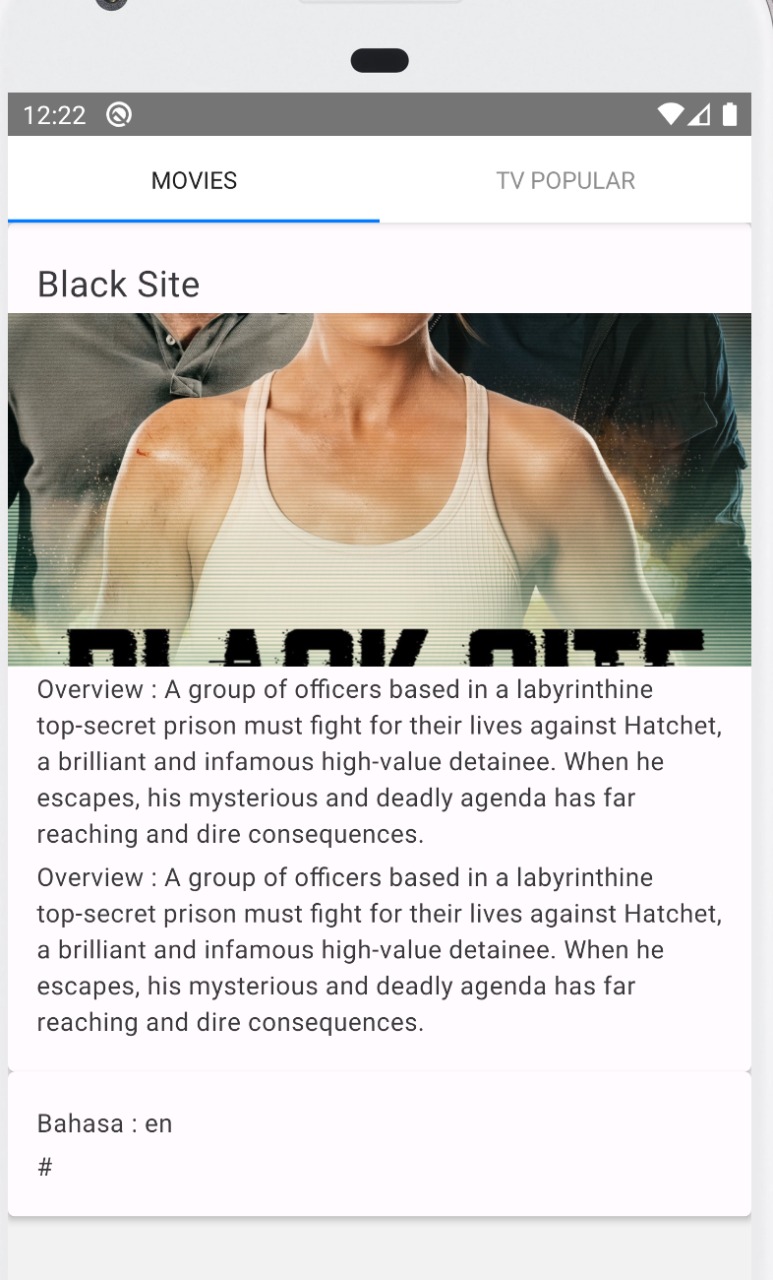 12:22
MOVIES TV POPULAR
Black Site
BLACK SITE
Overview : A group of officers based in a labyrinthine
top-secret prison must fight for their lives against Hatchet,
a brilliant and infamous high-value detainee. When he
escapes, his mysterious and deadly agenda has far
reaching and dire consequences.
Overview : A group of officers based in a labyrinthine
top-secret prison must fight for their lives against Hatchet,
a brilliant and infamous high-value detainee. When he
escapes, his mysterious and deadly agenda has far
reaching and dire consequences.
Bahasa : en
#